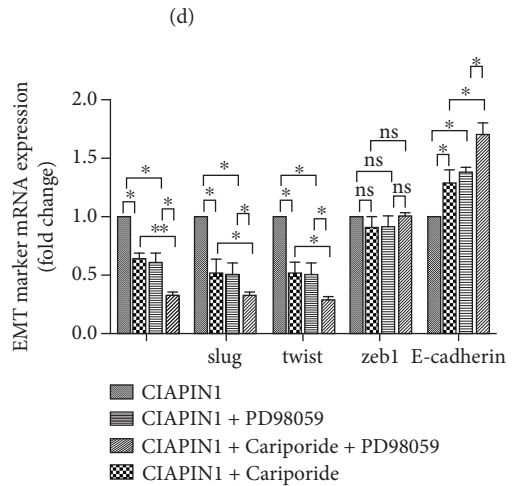 (d)
EMT marker mRNA expression
(fold change)
2.0
1.5
1.0
0.5
0.0
* * * **
* * * *
* * * *
ns ns ns ns
* * * *
slug twist zeb1 E-cadherin
CIAPIN1
CIAPIN1 + PD98059
CIAPIN1 + Cariporide + PD98059
CIAPIN1 + Cariporide